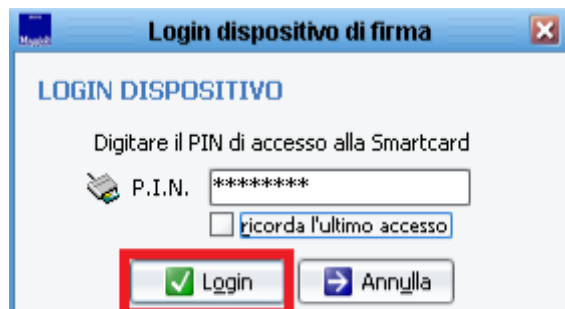 Login dispositivo di firma
LOGIN DISPOSITIVO
Digitare il PIN di accesso alla Smartcard
P.I.N. ********
ricorda l'ultimo accesso
Login Annulla